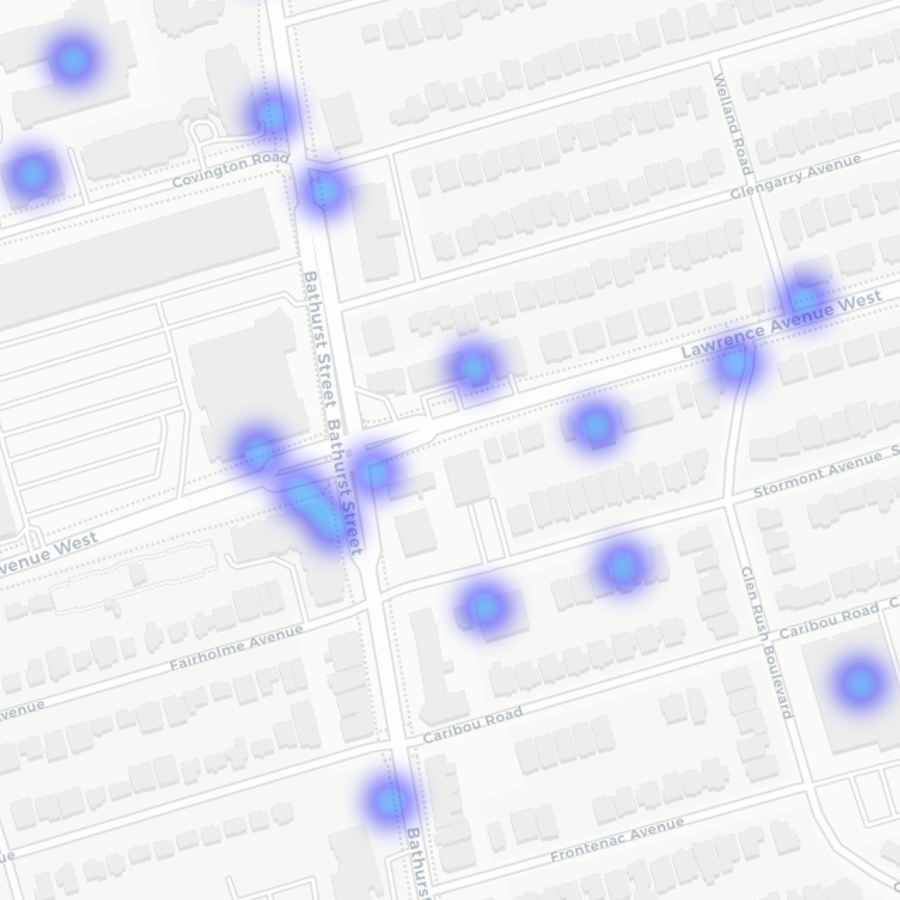 Covington Road
Welland Road
Glengarry Avenue
Bathurst Street
Lawrence Avenue West
Bathurst Street
Stormont Avenue
venue West
Fairholme Avenue
Glen Rush Boulevard
Caribou Road
Caribou Road
venue
Bathurs
Frontenac Avenue
ue